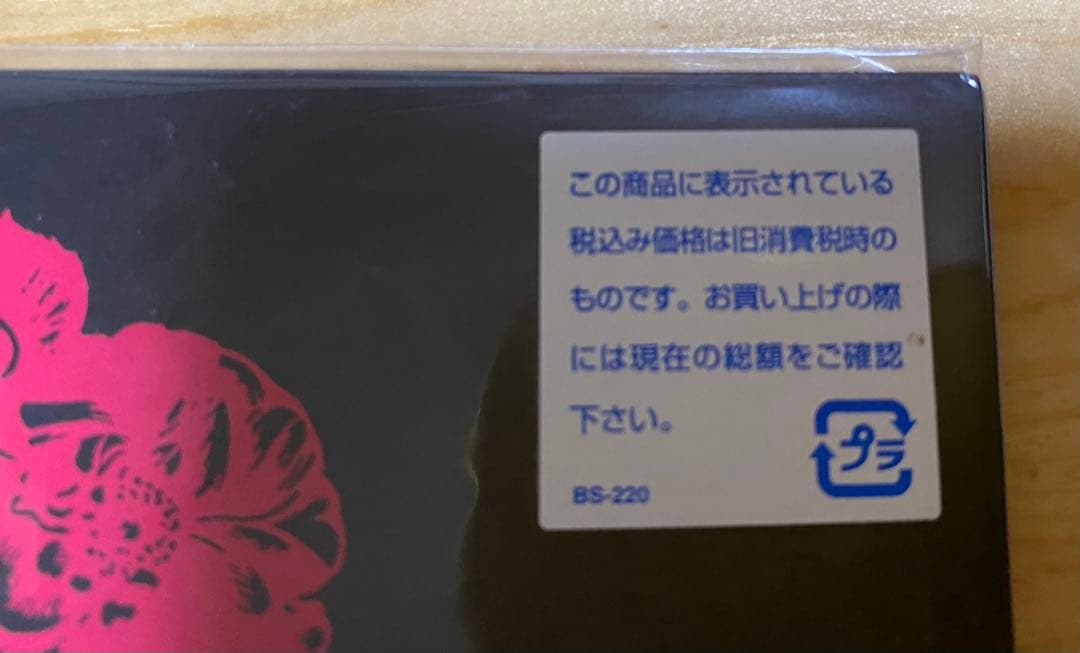 この商品に表示されている
税込み価格は旧消費税時の
ものです。お買い上げの際
には現在の総額をご確認
下さい。
プラ
BS-220